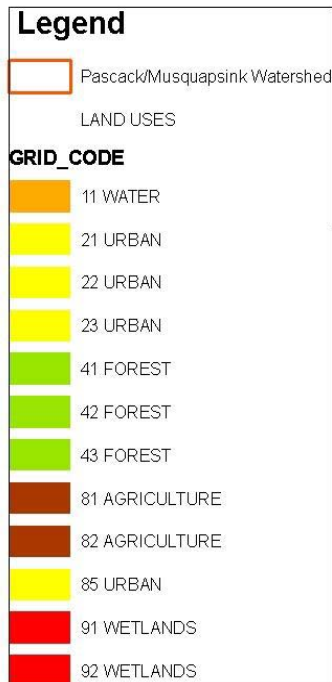 Legend
Pascack/Musquapsink Watershed
LAND USES
GRID_CODE
11 WATER
21 URBAN
22 URBAN
23 URBAN
41 FOREST
42 FOREST
43 FOREST
81 AGRICULTURE
82 AGRICULTURE
85 URBAN
91 WETLANDS
92 WETLANDS